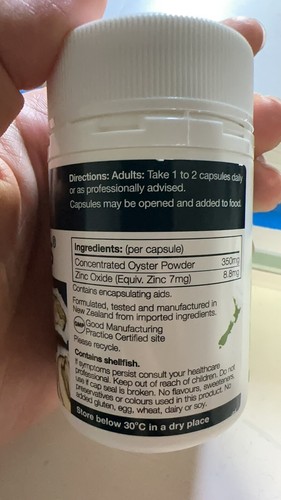 Directions: Adults: Take 1 to 2 capsules daily
or as professionally advised.
Capsules may be opened and added to food.
Ingredients: (per capsule)
Concentrated Oyster Powder 350mg
Zinc Oxide (Equiv. Zinc 7mg) 8.8mg
Contains encapsulating aids.
Formulated, tested and manufactured in
New Zealand from imported ingredients.
GMP Good Manufacturing
Practice Certified site
Please recycle.
Contains shellfish.
If symptoms persist consult your healthcare
professional. Keep out of reach of children. Do not
use if cap seal is broken. No flavours, sweeteners,
preservatives or colours used in this product. No
added gluten, egg, wheat, dairy or soy.
Store below 30°C in a dry place